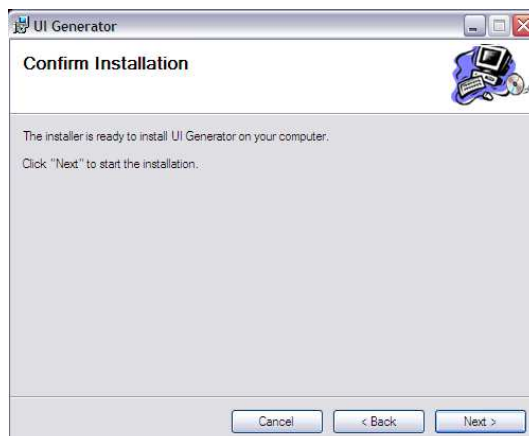 UI Generator
Confirm Installation
The installer is ready to install UI Generator on your computer.
Click "Next" to start the installation.
Cancel
< Back
Next >